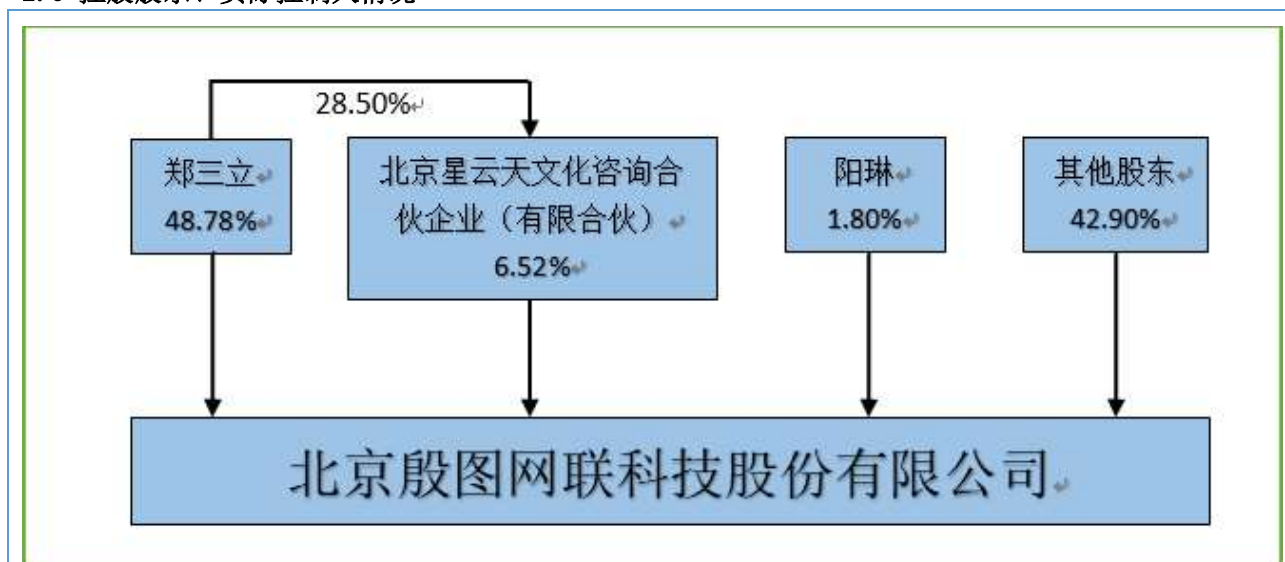 28.50%
郑三立
48.78%
北京星云天文化咨询合
伙企业（有限合伙）
6.52%
阳琳
1.80%
其他股东
42.90%
北京殷图网联科技股份有限公司